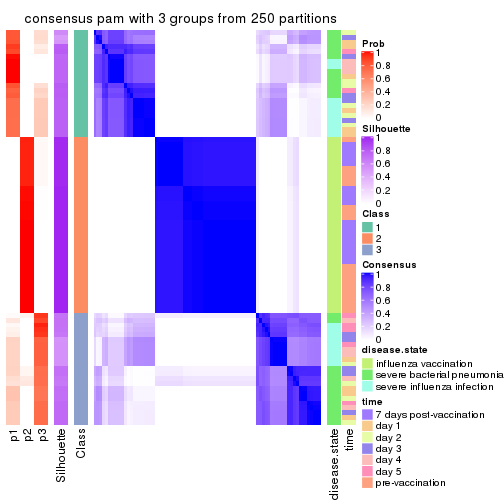 consensus pam with 3 groups from 250 partitions
Prob
1
0.8
0.6
0.4
0.2
0
Silhouette
1
0.8
0.6
0.4
0.2
0
Class
1
2
3
Consensus
1
0.8
0.6
0.4
0.2
0
disease.state
influenza vaccination
severe bacterial pneumonia
severe influenza infection
time
7 days post-vaccination
day 1
day 2
day 3
day 4
day 5
pre-vaccination
p1
p2
p3
Silhouette
Class
disease.state
time